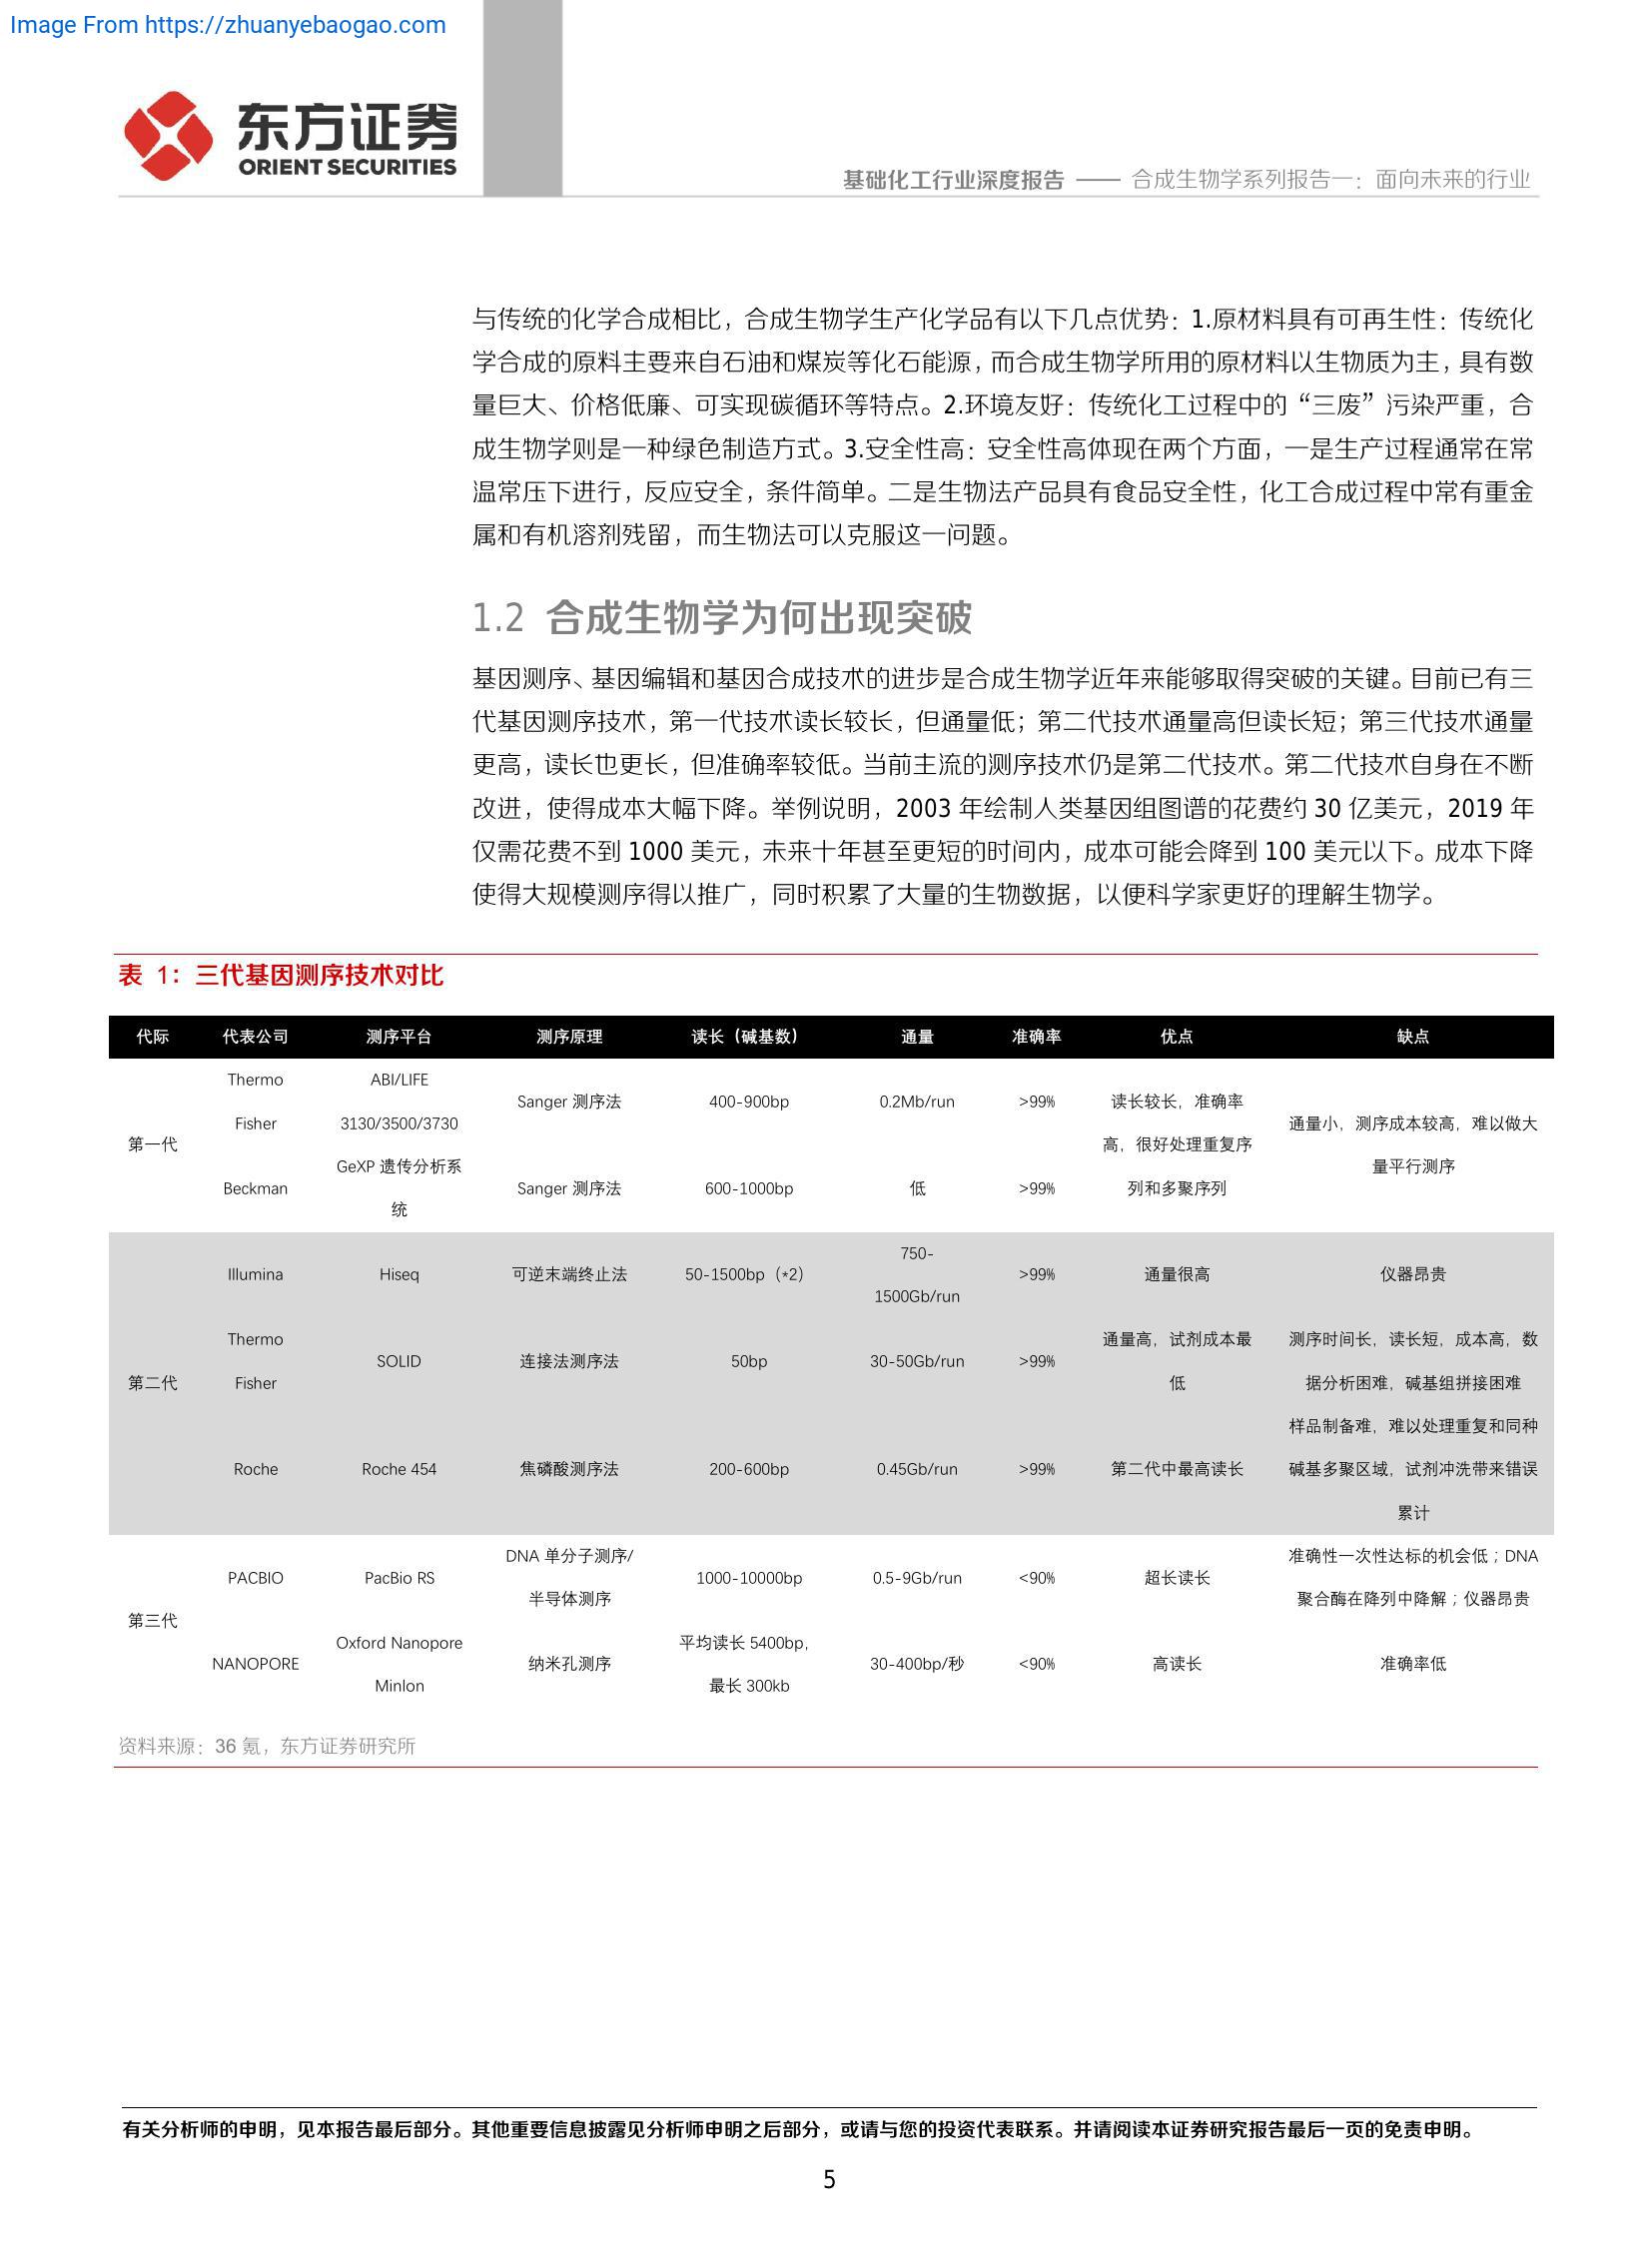 Image From https://zhuanyebaogao.com
东方证券
ORIENT SECURITIES
基础化工行业深度报告 —— 合成生物学系列报告一：面向未来的行业
与传统的化学合成相比，合成生物学生产化学品有以下几点优势：1.原材料具有可再生性：传统化
学合成的原料主要来自石油和煤炭等化石能源，而合成生物学所用的原材料以生物质为主，具有数
量巨大、价格低廉、可实现碳循环等特点。2.环境友好：传统化工过程中的“三废”污染严重，合
成生物学则是一种绿色制造方式。3.安全性高：安全性高体现在两个方面，一是生产过程通常在常
温常压下进行，反应安全，条件简单。二是生物法产品具有食品安全性，化工合成过程中常有重金
属和有机溶剂残留，而生物法可以克服这一问题。
1.2 合成生物学为何出现突破
基因测序、基因编辑和基因合成技术的进步是合成生物学近年来能够取得突破的关键。目前已有三
代基因测序技术，第一代技术读长较长，但通量低；第二代技术通量高但读长短；第三代技术通量
更高，读长也更长，但准确率较低。当前主流的测序技术仍是第二代技术。第二代技术自身在不断
改进，使得成本大幅下降。举例说明，2003 年绘制人类基因组图谱的花费约 30 亿美元，2019 年
仅需花费不到 1000 美元，未来十年甚至更短的时间内，成本可能会降到 100 美元以下。成本下降
使得大规模测序得以推广，同时积累了大量的生物数据，以便科学家更好的理解生物学。
表 1：三代基因测序技术对比
代际 代表公司 测序平台 测序原理 读长（碱基数） 通量 准确率 优点 缺点
第一代
Thermo
Fisher
ABI/LIFE
3130/3500/3730
Sanger 测序法 400-900bp 0.2Mb/run >99%
读长较长，准确率
高，很好处理重复序
列和多聚序列
通量小，测序成本较高，难以做大
量平行测序
Beckman
GeXP 遗传分析系
统
Sanger 测序法 600-1000bp 低 >99%
第二代
Illumina Hiseq 可逆末端终止法 50-1500bp（*2）
750-
1500Gb/run
>99% 通量很高 仪器昂贵
Thermo
Fisher
SOLID 连接法测序法 50bp 30-50Gb/run >99%
通量高，试剂成本最
低
测序时间长，读长短，成本高，数
据分析困难，碱基组拼接困难
Roche Roche 454 焦磷酸测序法 200-600bp 0.45Gb/run >99% 第二代中最高读长
样品制备难，难以处理重复和同种
碱基多聚区域，试剂冲洗带来错误
累计
第三代
PACBIO PacBio RS
DNA 单分子测序/
半导体测序
1000-10000bp 0.5-9Gb/run <90% 超长读长
准确性一次性达标的机会低；DNA
聚合酶在降列中降解；仪器昂贵
NANOPORE
Oxford Nanopore
Minlon
纳米孔测序
平均读长 5400bp，
最长 300kb
30-400bp/秒 <90% 高读长 准确率低
资料来源：36 氪，东方证券研究所
有关分析师的申明，见本报告最后部分。其他重要信息披露见分析师申明之后部分，或请与您的投资代表联系。并请阅读本证券研究报告最后一页的免责申明。
5